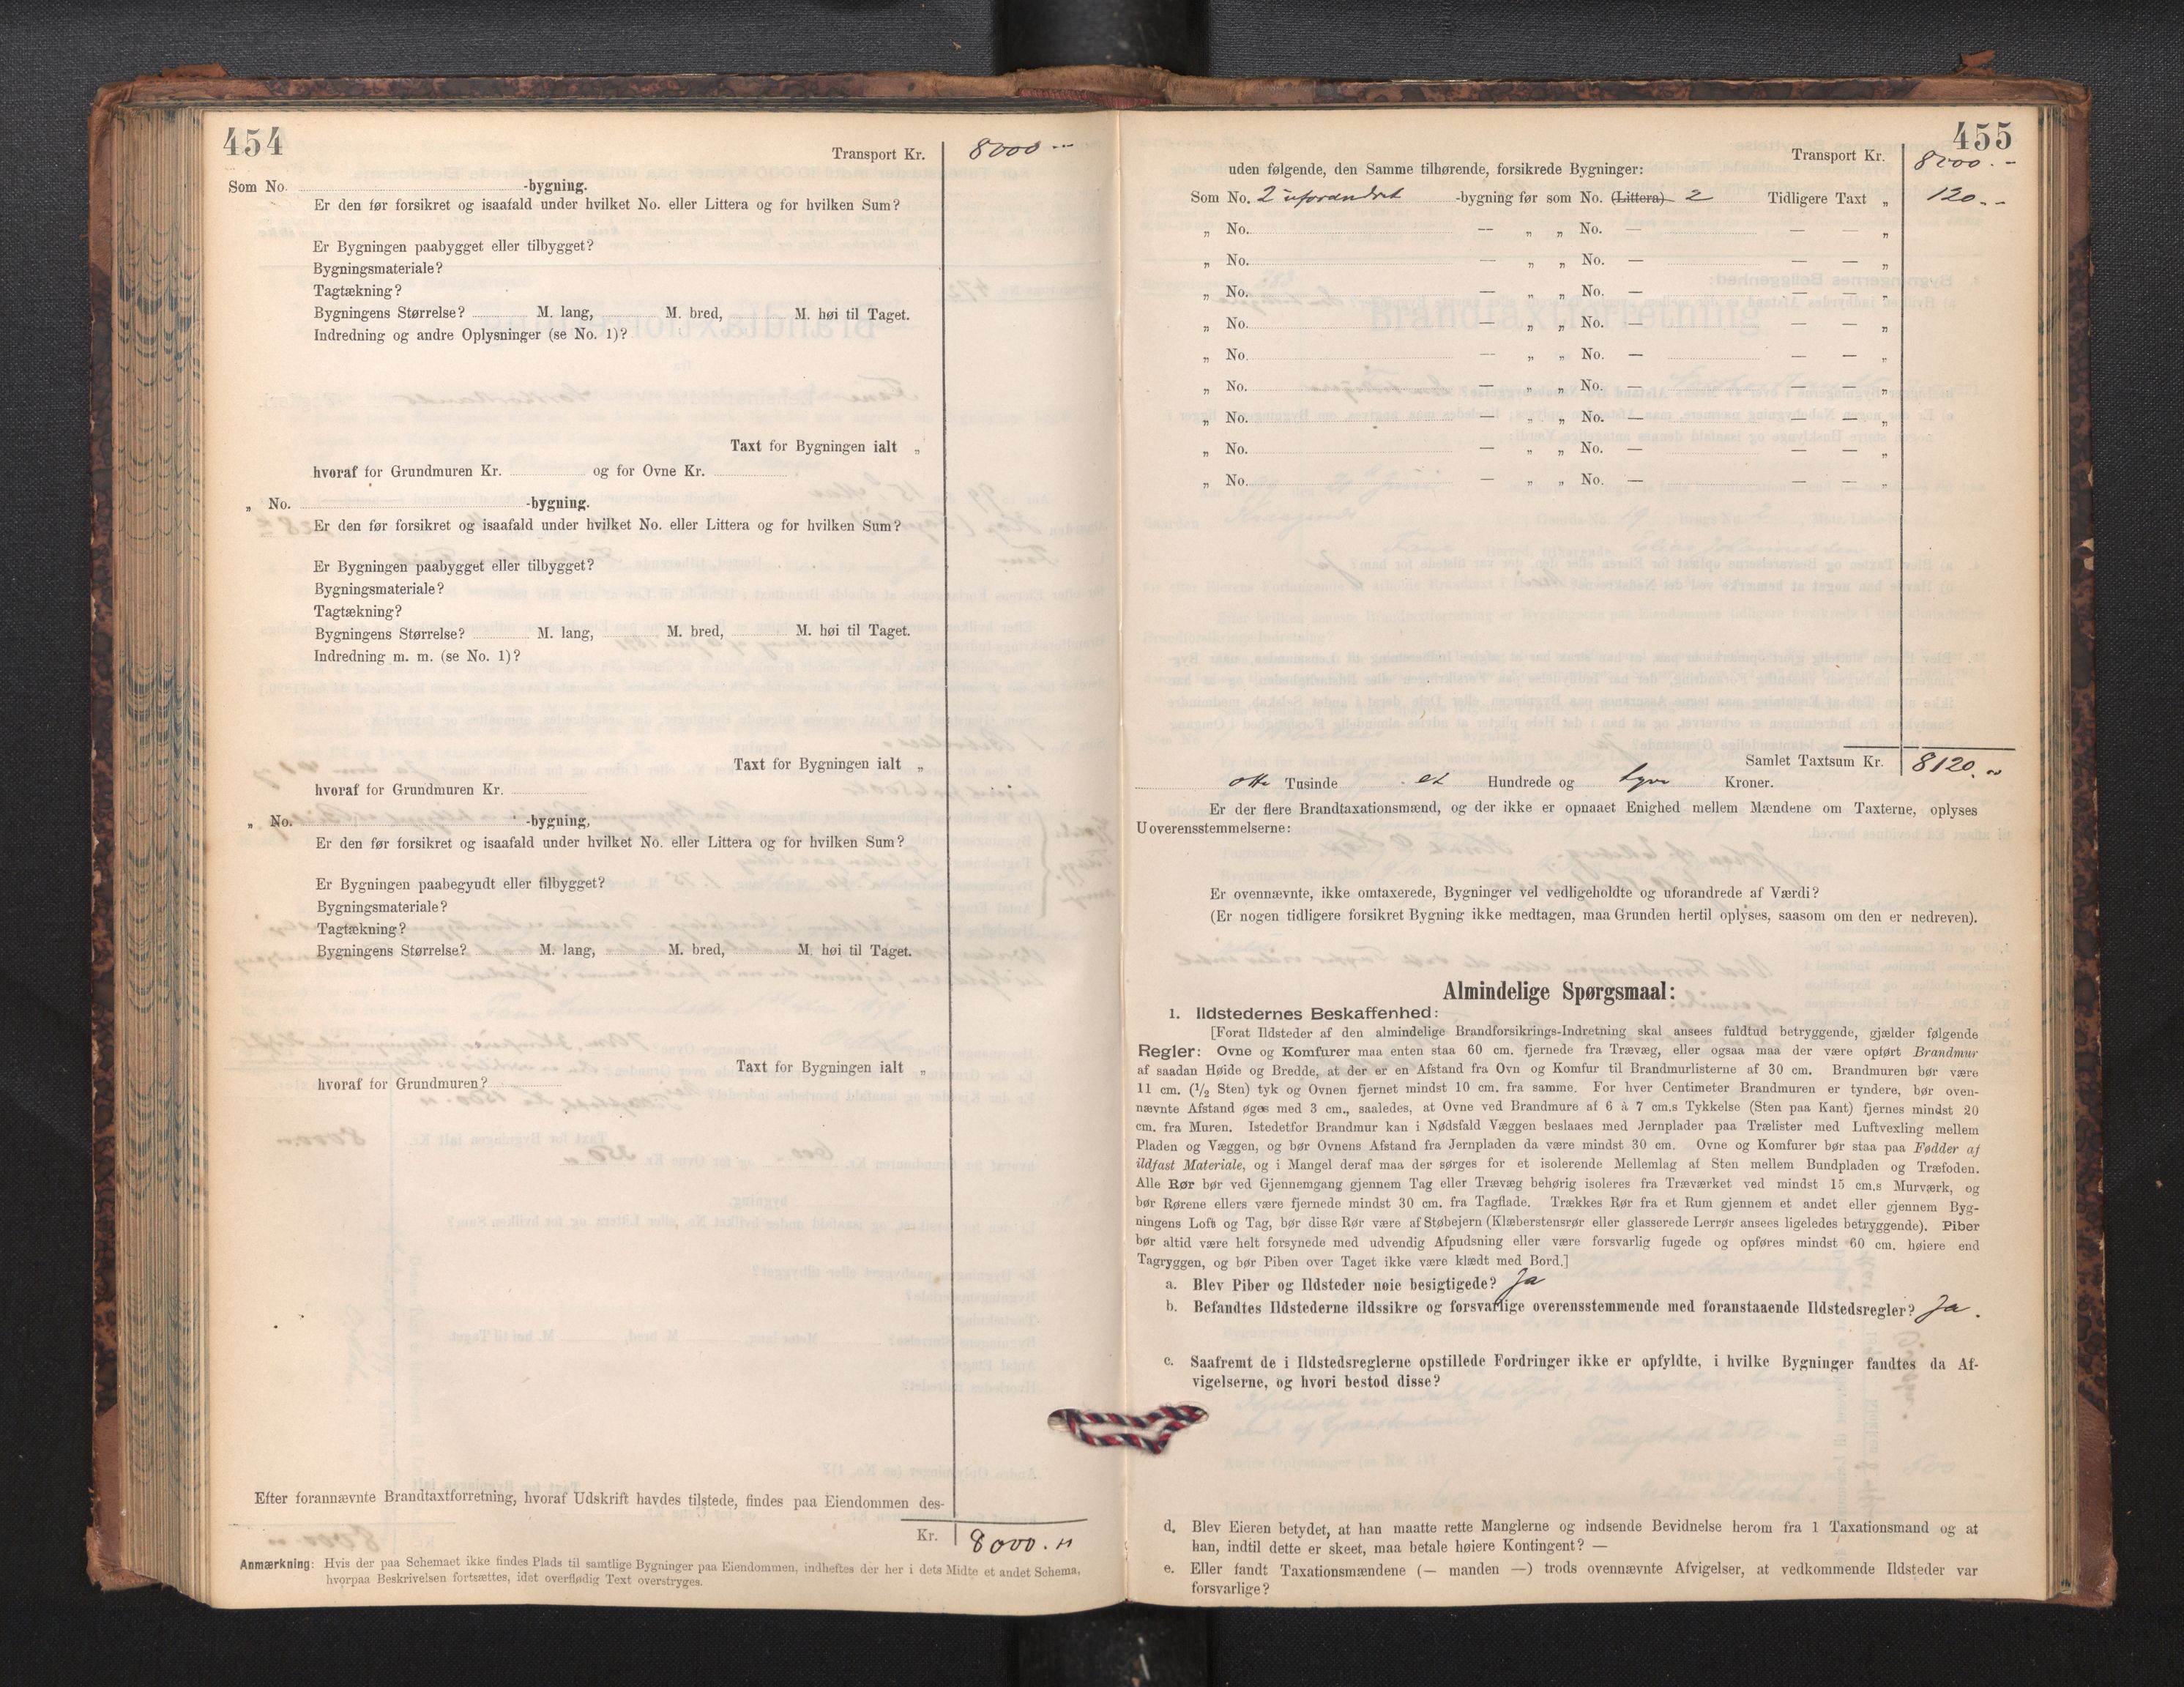 454
Transport Kr. 8000 --
Som No. -bygning.
Er den før forsikret og isaafald under hvilket No. eller Littera og for hvilken Sum?
Er Bygningen paabygget eller tilbygget?
Bygningsmateriale?
Tagtækning?
Bygningens Størrelse? M. lang, M. bred, M. høi til Taget.
Indredning og andre Oplysninger (se No. 1)?
Taxt for Bygningen ialt „
hvoraf for Grundmuren Kr. og for Ovne Kr.
„ No. -bygning.
Er den før forsikret og isaafald under hvilket No. eller Littera og for hvilken Sum?
Er Bygningen paabygget eller tilbygget?
Bygningsmateriale?
Tagtækning?
Bygningens Størrelse? M. lang, M. bred, M. høi til Taget.
Indredning m. m. (se No. 1)?
Taxt for Bygningen ialt „
hvoraf for Grundmuren Kr.
„ No. -bygning,
Er den før forsikret og isaafald under hvilket No. eller Littera og for hvilken Sum?
Er Bygningen paabegyndt eller tilbygget?
Bygningsmateriale?
Tagtækning?
Bygningens Størrelse? M. lang, M. bred, M. høi til Taget.
Taxt for Bygningen ialt „
hvoraf for Grundmuren?
Efter forannævnte Brandtaxtforretning, hvoraf Udskrift havdes tilstede, findes paa Eiendommen des-
Kr. 8000. "
Anmærkning: Hvis der paa Schemaet ikke findes Plads til samtlige Bygninger paa Eiendommen, indheftes der her i dets Midte et andet Schema,
hvorpaa Beskrivelsen fortsættes, idet overflødig Text overstryges.
455
Transport Kr. 8000. --
uden følgende, den Samme tilhørende, forsikrede Bygninger:
Som No. 2 uforandret -bygning før som No. (Littera) 2 Tidligere Taxt „ 120. --
„ No. — „ „ No. — — — „
„ No. — „ „ No. — — — „
„ No. — „ „ No. — — — „
„ No. — „ „ No. — — — „
„ No. — „ „ No. — — — „
„ No. — „ „ No. — — — „
„ No. — „ „ No. — — — „
„ No. — „ „ No. — — — „
„ No. — „ „ No. — — — „
Samlet Taxtsum Kr. 8120. "
otte Tusinde et Hundrede og tyve Kroner.
Er der flere Brandtaxationsmænd, og der ikke er opnaaet Enighed mellem Mændene om Taxterne, oplyses
Uoverensstemmelserne:
Er ovennævnte, ikke omtaxerede, Bygninger vel vedligeholdte og uforandrede af Værdi?
(Er nogen tidligere forsikret Bygning ikke medtagen, maa Grunden hertil oplyses, saasom om den er nedreven).
Almindelige Spørgsmaal:
1. Ildstedernes Beskaffenhed:
[Forat Ildsteder af den almindelige Brandforsikrings-Indretning skal ansees fuldtud betryggende, gjælder følgende
Regler: Ovne og Komfurer maa enten staa 60 cm. fjernede fra Trævæg, eller ogsaa maa der være opført Brandmur
af saadan Høide og Bredde, at der er en Afstand fra Ovn og Komfur til Brandmurlisterne af 30 cm. Brandmuren bør være
11 cm. (1/2 Sten) tyk og Ovnen fjernet mindst 10 cm. fra samme. For hver Centimeter Brandmuren er tyndere, bør oven-
nævnte Afstand øges med 3 cm., saaledes, at Ovne ved Brandmure af 6 à 7 cm.s Tykkelse (Sten paa Kant) fjernes mindst 20
cm. fra Muren. Istedetfor Brandmur kan i Nødsfald Væggen beslaaes med Jernplader paa Trælister med Luftvexling mellem
Pladen og Væggen, og bør Ovnens Afstand fra Jernpladen da være mindst 30 cm. Ovne og Komfurer bør staa paa Fødder af
ildfast Materiale, og i Mangel deraf maa der sørges for et isolerende Mellemlag af Sten mellem Bundpladen og Træfoden.
Alle Rør bør ved Gjennemgang gjennem Tag eller Trævæg behørig isoleres fra Træværket ved mindst 15 cm.s Murværk, og
bør Rørene ellers være fjernede mindst 30 cm. fra Tagflade. Trækkes Rør fra et Rum gjennem et andet eller gjennem Byg-
ningens Loft og Tag, bør disse Rør være af Støbejern (Klæberstensrør eller glasserede Lerrør ansees ligeledes betryggende). Piber
bør altid være helt forsynede med udvendig Afpudsning eller være forsvarlig fugede og opføres mindst 60 cm. høiere end
Tagryggen, og bør Piben over Taget ikke være klædt med Bord.]
a. Blev Piber og Ildsteder nøie besigtigede? Ja
b. Befandtes Ildstederne ildssikre og forsvarlige overensstemmende med foranstaaende Ildstedsregler? Ja.
c. Saafremt de i Ildstedsreglerne opstillede Fordringer ikke er opfyldte, i hvilke Bygninger fandtes da Af-
vigelserne, og hvori bestod disse?
d. Blev Eieren betydet, at han maatte rette Manglerne og indsende Bevidnelse herom fra 1 Taxationsmand og at
han, indtil dette er skeet, maa betale høiere Kontingent? —
e. Eller fandt Taxationsmændene (— manden —) trods ovennævnte Afvigelser, at vedkommende Ildsteder var
forsvarlige?